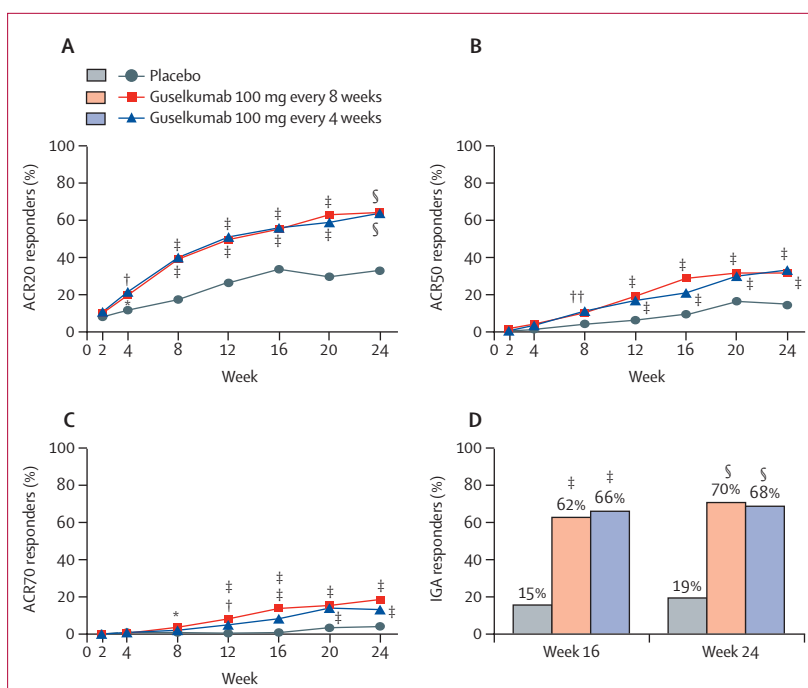 A
B
Placebo
Guselkumab 100 mg every 8 weeks
Guselkumab 100 mg every 4 weeks
100
80
60
40
20
0
ACR20 responders (%)
†
*
‡
‡
‡
‡
‡
‡
‡
‡
§
§
0 2 4 8 12 16 20 24
Week
100
80
60
40
20
0
ACR50 responders (%)
††
‡
‡
‡
‡
‡
‡
‡
‡
0 2 4 8 12 16 20 24
Week
C
100
80
60
40
20
0
ACR70 responders (%)
*
‡
†
‡
‡
‡
‡
‡
‡
0 2 4 8 12 16 20 24
Week
D
100
80
60
40
20
0
IGA responders (%)
‡ ‡ § §
15% 62% 66% 19% 70% 68%
Week 16 Week 24